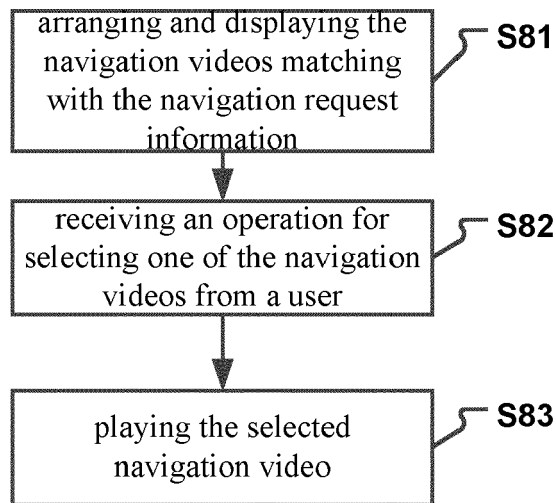 arranging and displaying the
navigation videos matching
with the navigation request
information
S81
receiving an operation for
selecting one of the navigation
videos from a user
S82
playing the selected
navigation video
S83